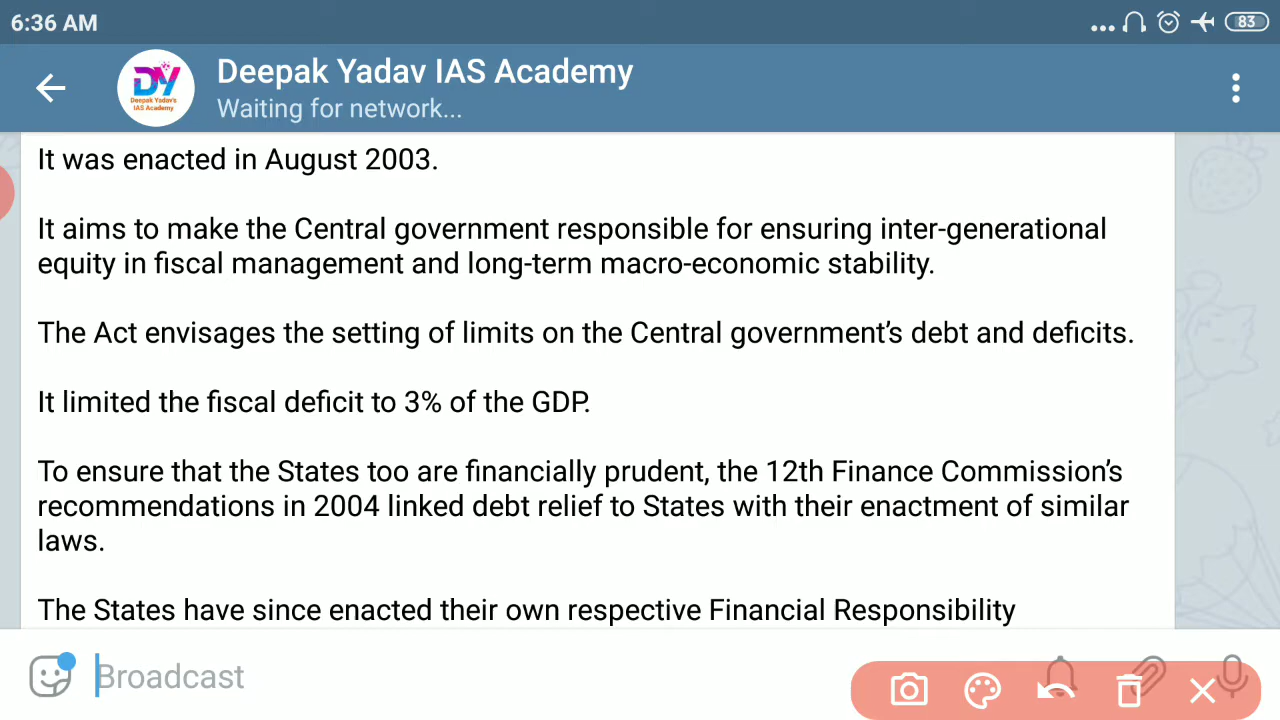 6:36 AM
83
DY
Deepak Yadav's
IAS Academy
Deepak Yadav IAS Academy
Waiting for network...
It was enacted in August 2003.
It aims to make the Central government responsible for ensuring inter-generational
equity in fiscal management and long-term macro-economic stability.
The Act envisages the setting of limits on the Central government’s debt and deficits.
It limited the fiscal deficit to 3% of the GDP.
To ensure that the States too are financially prudent, the 12th Finance Commission’s
recommendations in 2004 linked debt relief to States with their enactment of similar
laws.
The States have since enacted their own respective Financial Responsibility
Broadcast